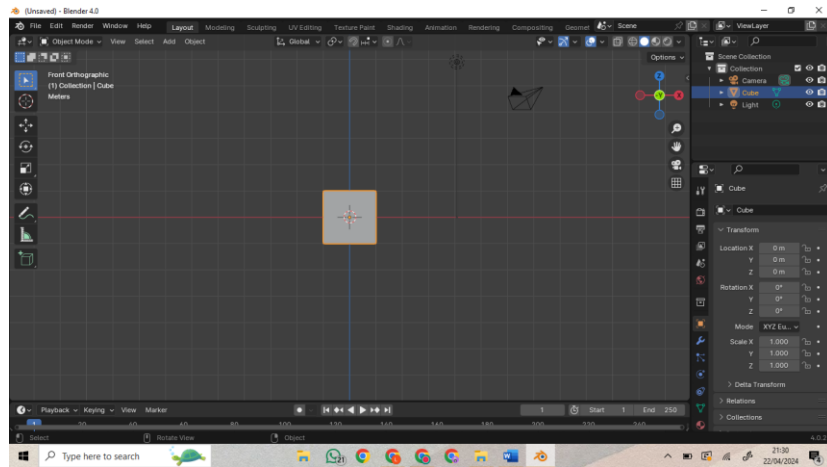 (Unsaved) - Blender 4.0
File Edit Render Window Help Layout Modeling Sculpting UV Editing Texture Paint Shading Animation Rendering Compositing Geomet Scene ViewLayer
Object Mode View Select Add Object Global
Options
Front Orthographic
(1) Collection | Cube
Meters
Z
Y
X
Scene Collection
Collection
Camera
Cube
Light
Cube
Cube
Transform
Location X 0 m
Y 0 m
Z 0 m
Rotation X 0°
Y 0°
Z 0°
Mode XYZ Eu...
Scale X 1.000
Y 1.000
Z 1.000
Delta Transform
Relations
Collections
Playback Keying View Marker 1 Start 1 End 250
Select Rotate View Object 4.0.2
Type here to search
21:30
22/04/2024